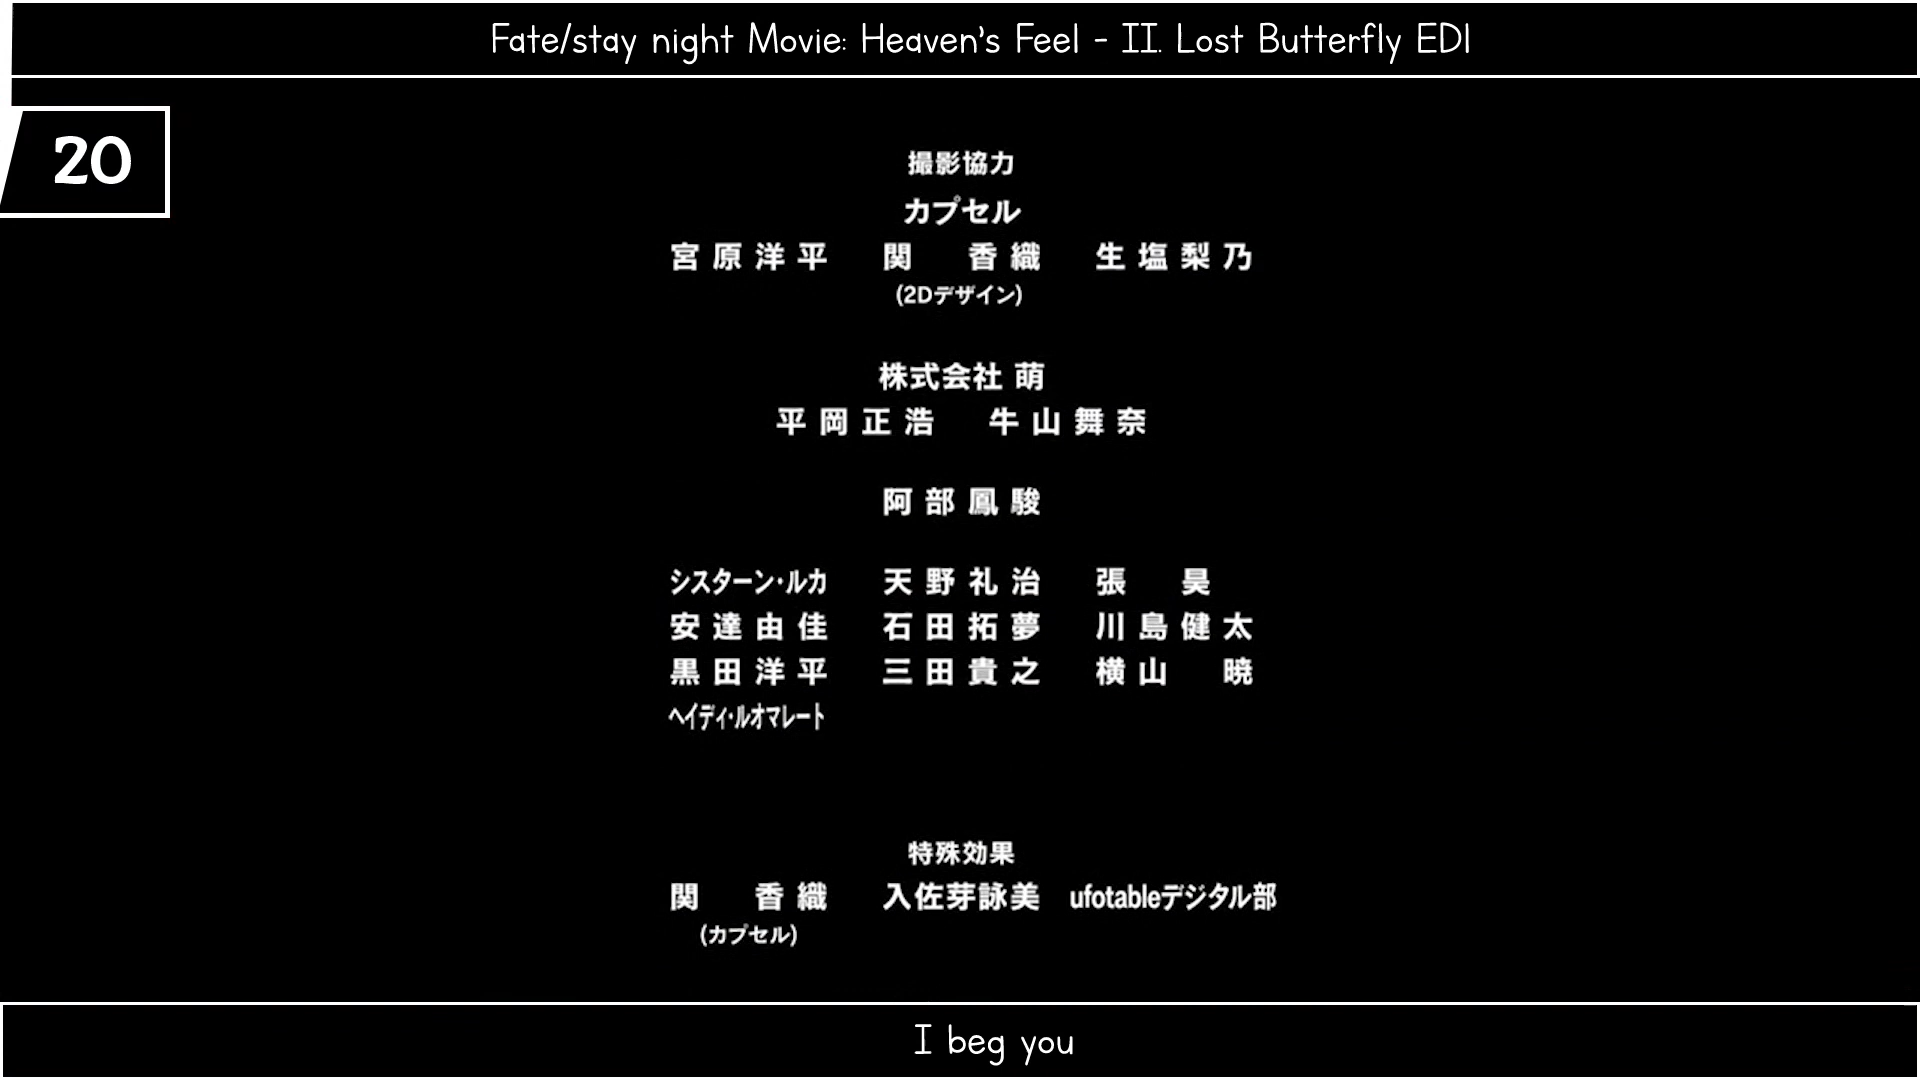 Fate/stay night Movie: Heaven's Feel - II. Lost Butterfly ED1
20
撮影協力
カプセル
宮原洋平 関香織 生塩梨乃
(2Dデザイン)
株式会社 萌
平岡正浩 牛山舞奈
阿部鳳駿
シスターン・ルカ 天野礼治 張昊
安達由佳 石田拓夢 川島健太
黒田洋平 三田貴之 横山暁
ヘイディ・ルオマレート
特殊効果
関香織 入佐芽詠美 ufotableデジタル部
(カプセル)
I beg you